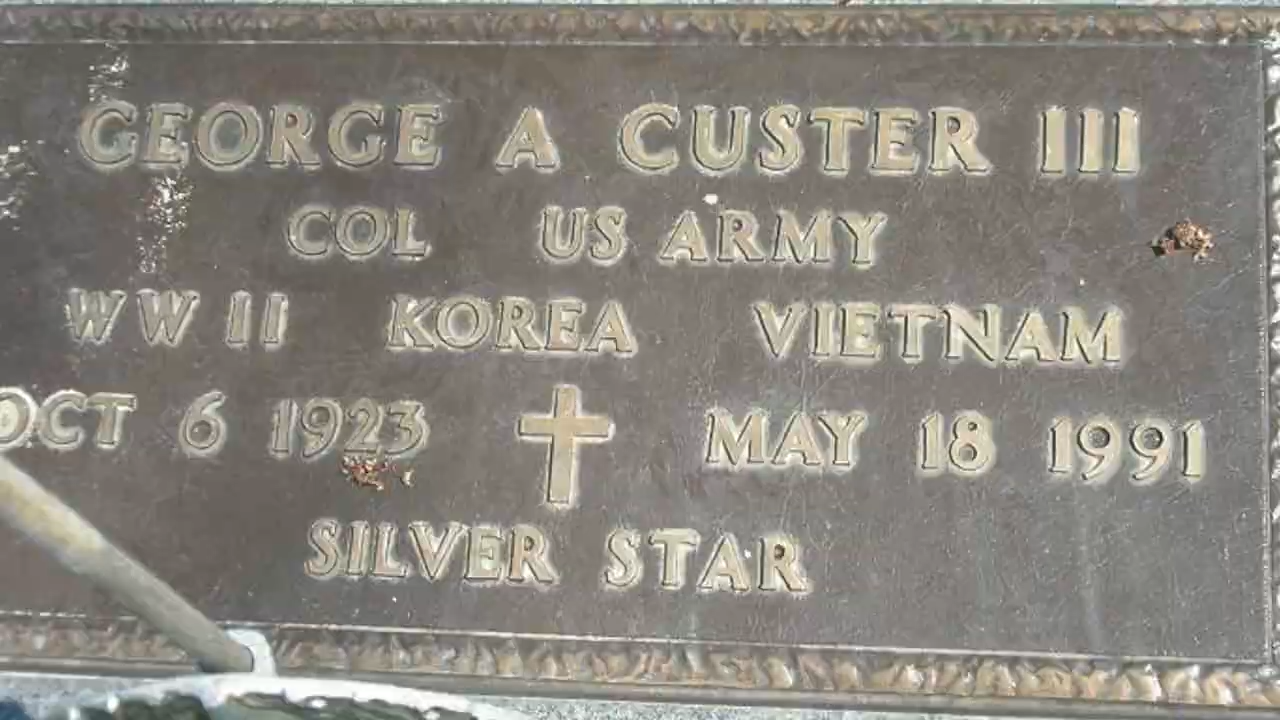 GEORGE A CUSTER III
COL US ARMY
WW II KOREA VIETNAM
OCT 6 1923 MAY 18 1991
SILVER STAR